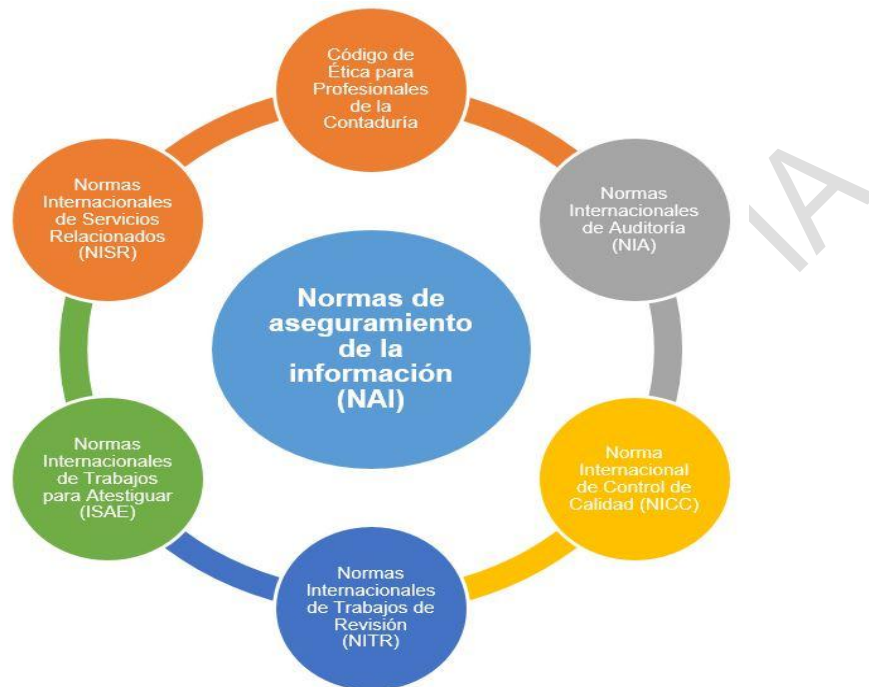 Código de
Ética para
Profesionales
de la
Contaduría
Normas
Internacionales
de Servicios
Relacionados
(NISR)
Normas
Internacionales
de Auditoría
(NIA)
Normas de
aseguramiento
de la
información
(NAI)
Normas
Internacionales
de Trabajos
para Atestiguar
(ISAE)
Norma
Internacional
de Control de
Calidad (NICC)
Normas
Internacionales
de Trabajos de
Revisión
(NITR)
IA